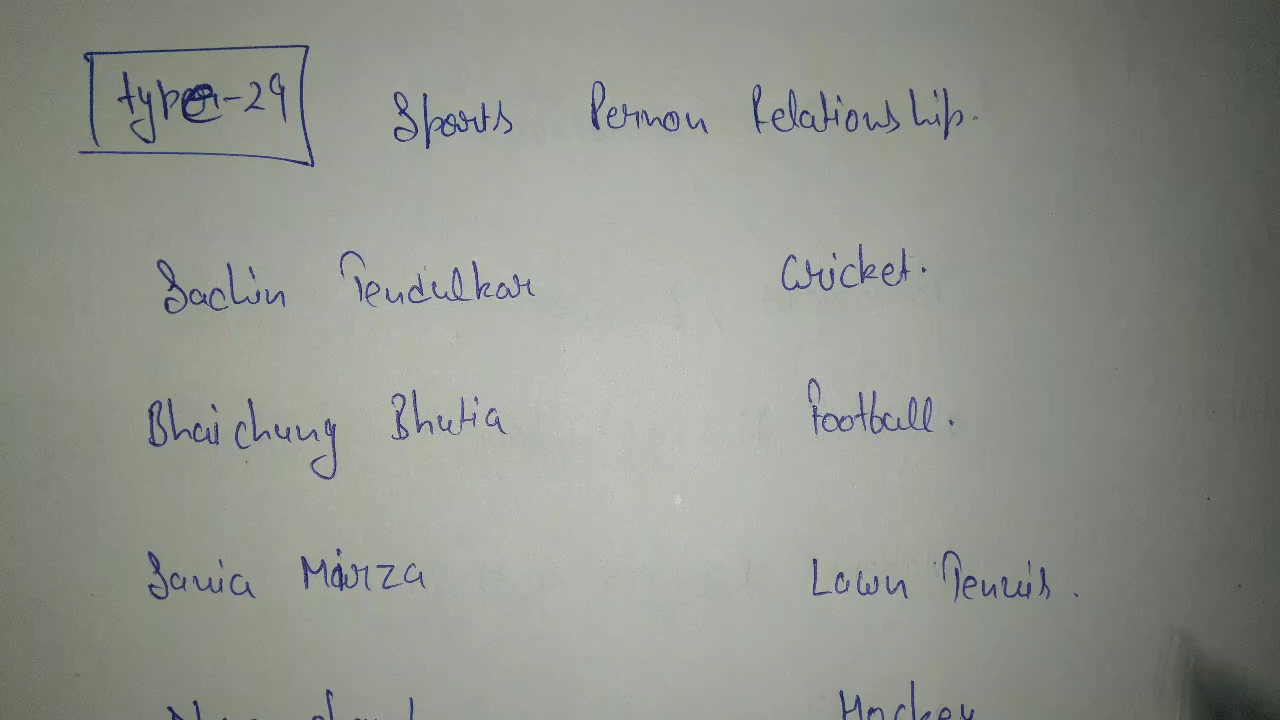 type-29 Sports Person Relationship.
Sachin Tendulkar Cricket.
Bhaichung Bhutia Football.
Sania Mirza Lawn Tennis.
Hockey